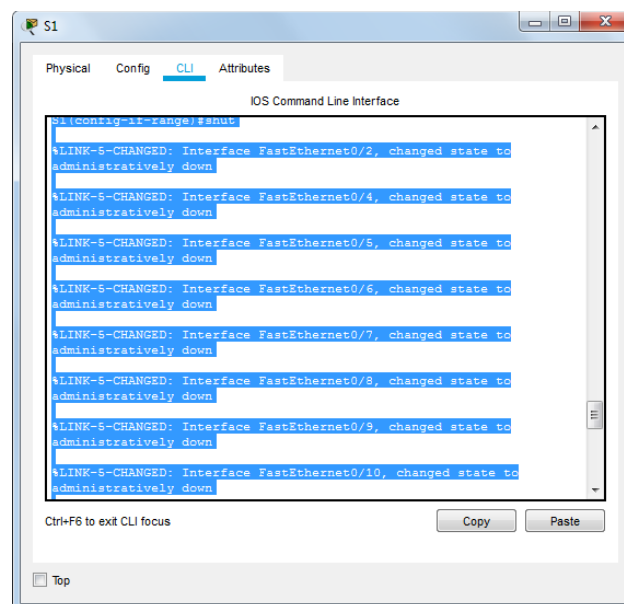 S1
Physical Config CLI Attributes
IOS Command Line Interface
S1(config-if-range)#shut
%LINK-5-CHANGED: Interface FastEthernet0/2, changed state to
administratively down
%LINK-5-CHANGED: Interface FastEthernet0/4, changed state to
administratively down
%LINK-5-CHANGED: Interface FastEthernet0/5, changed state to
administratively down
%LINK-5-CHANGED: Interface FastEthernet0/6, changed state to
administratively down
%LINK-5-CHANGED: Interface FastEthernet0/7, changed state to
administratively down
%LINK-5-CHANGED: Interface FastEthernet0/8, changed state to
administratively down
%LINK-5-CHANGED: Interface FastEthernet0/9, changed state to
administratively down
%LINK-5-CHANGED: Interface FastEthernet0/10, changed state to
administratively down
Ctrl+F6 to exit CLI focus Copy Paste
Top